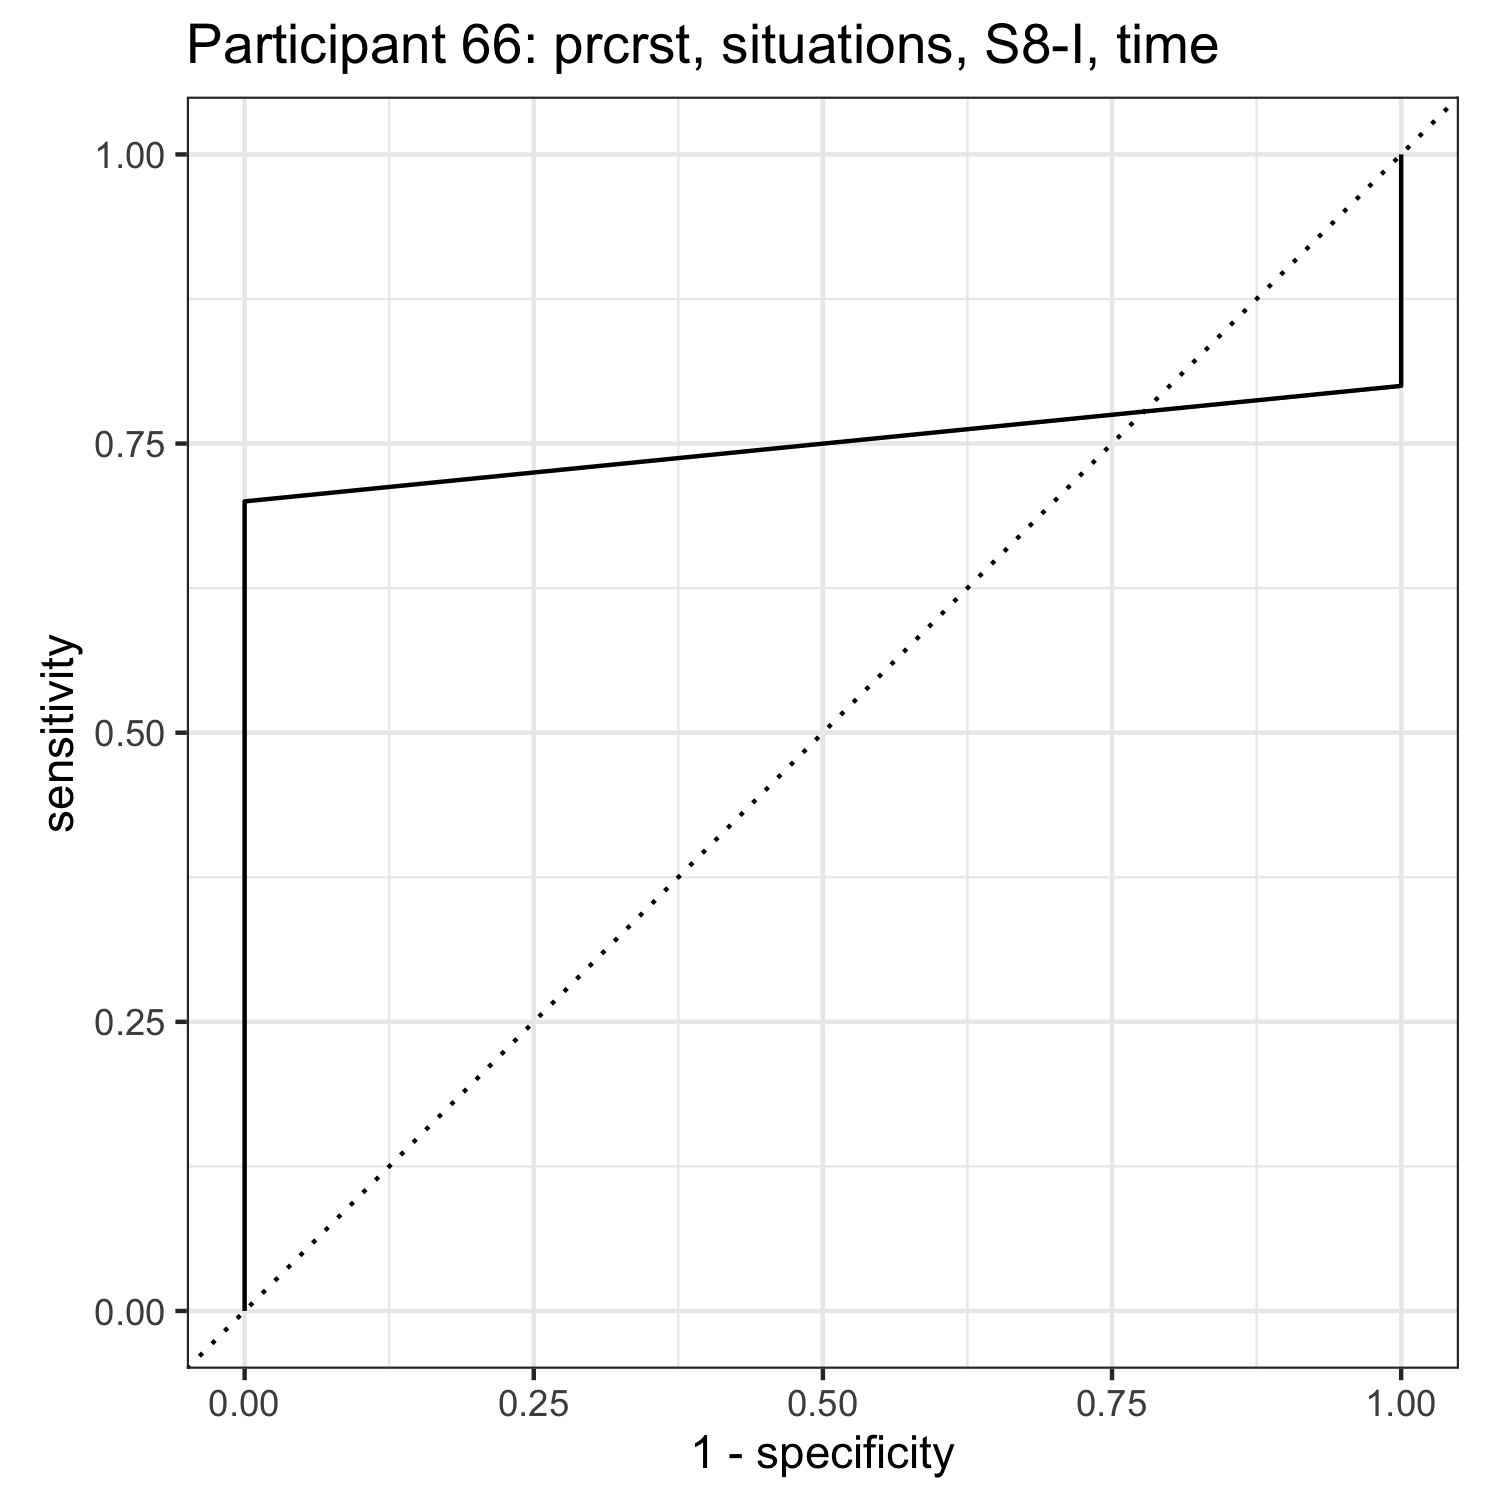 Participant 66: prcrst, situations, S8-I, time
1.00
0.75
0.50
0.25
0.00
sensitivity
0.00 0.25 0.50 0.75 1.00
1 - specificity